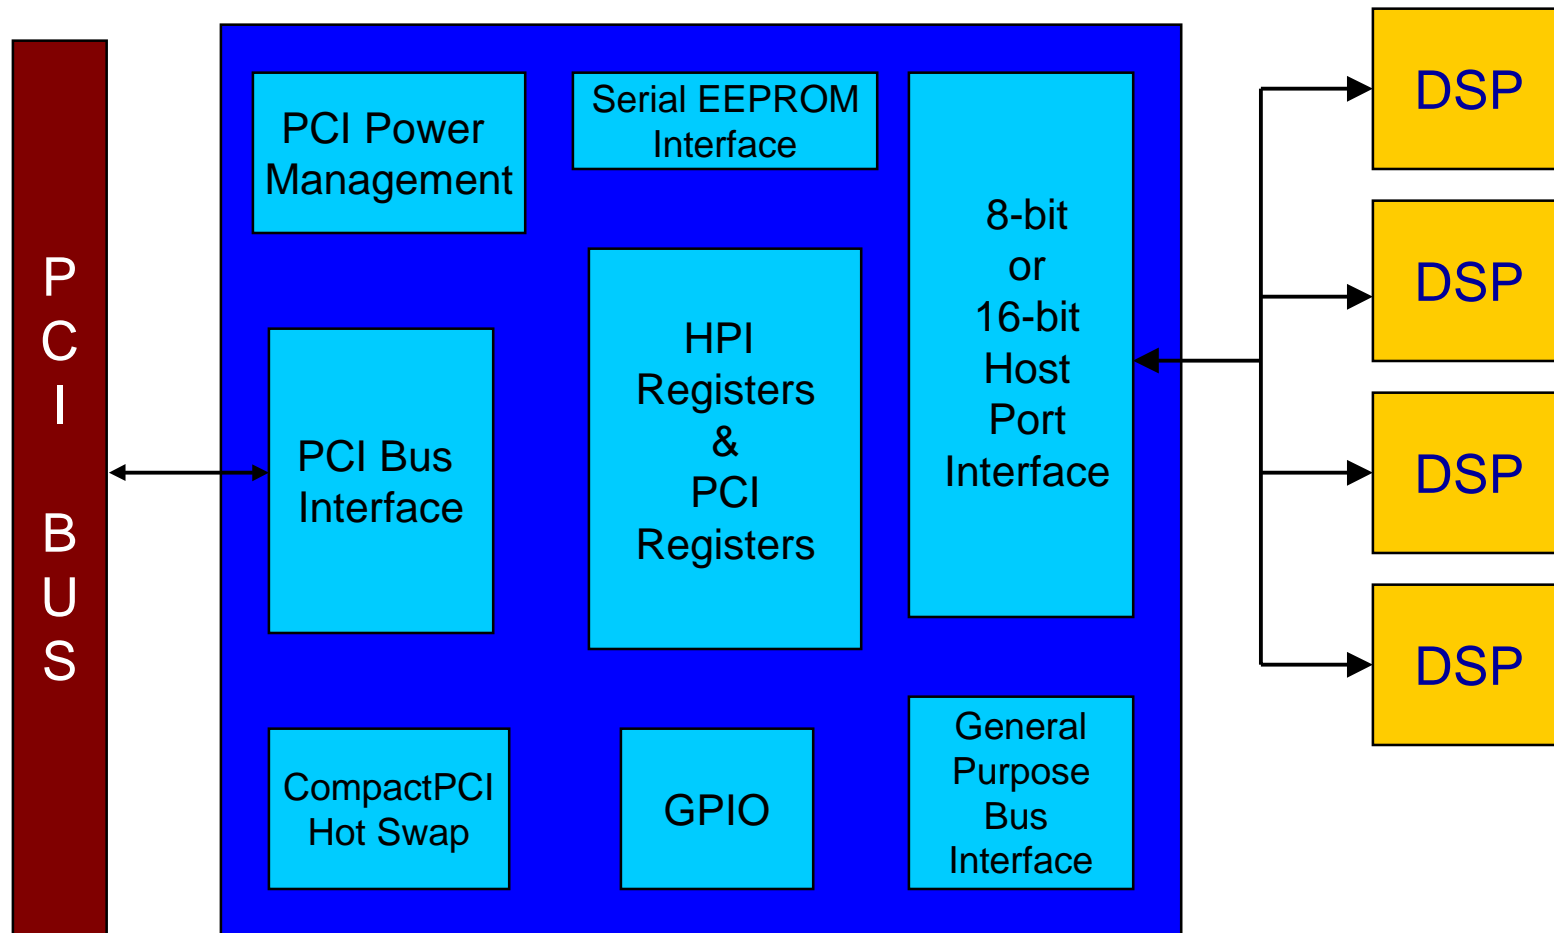 P
C
I
B
U
S
PCI Power
Management
Serial EEPROM
Interface
8-bit
or
16-bit
Host
Port
Interface
HPI
Registers
&
PCI
Registers
PCI Bus
Interface
CompactPCI
Hot Swap
GPIO
General
Purpose
Bus
Interface
DSP
DSP
DSP
DSP